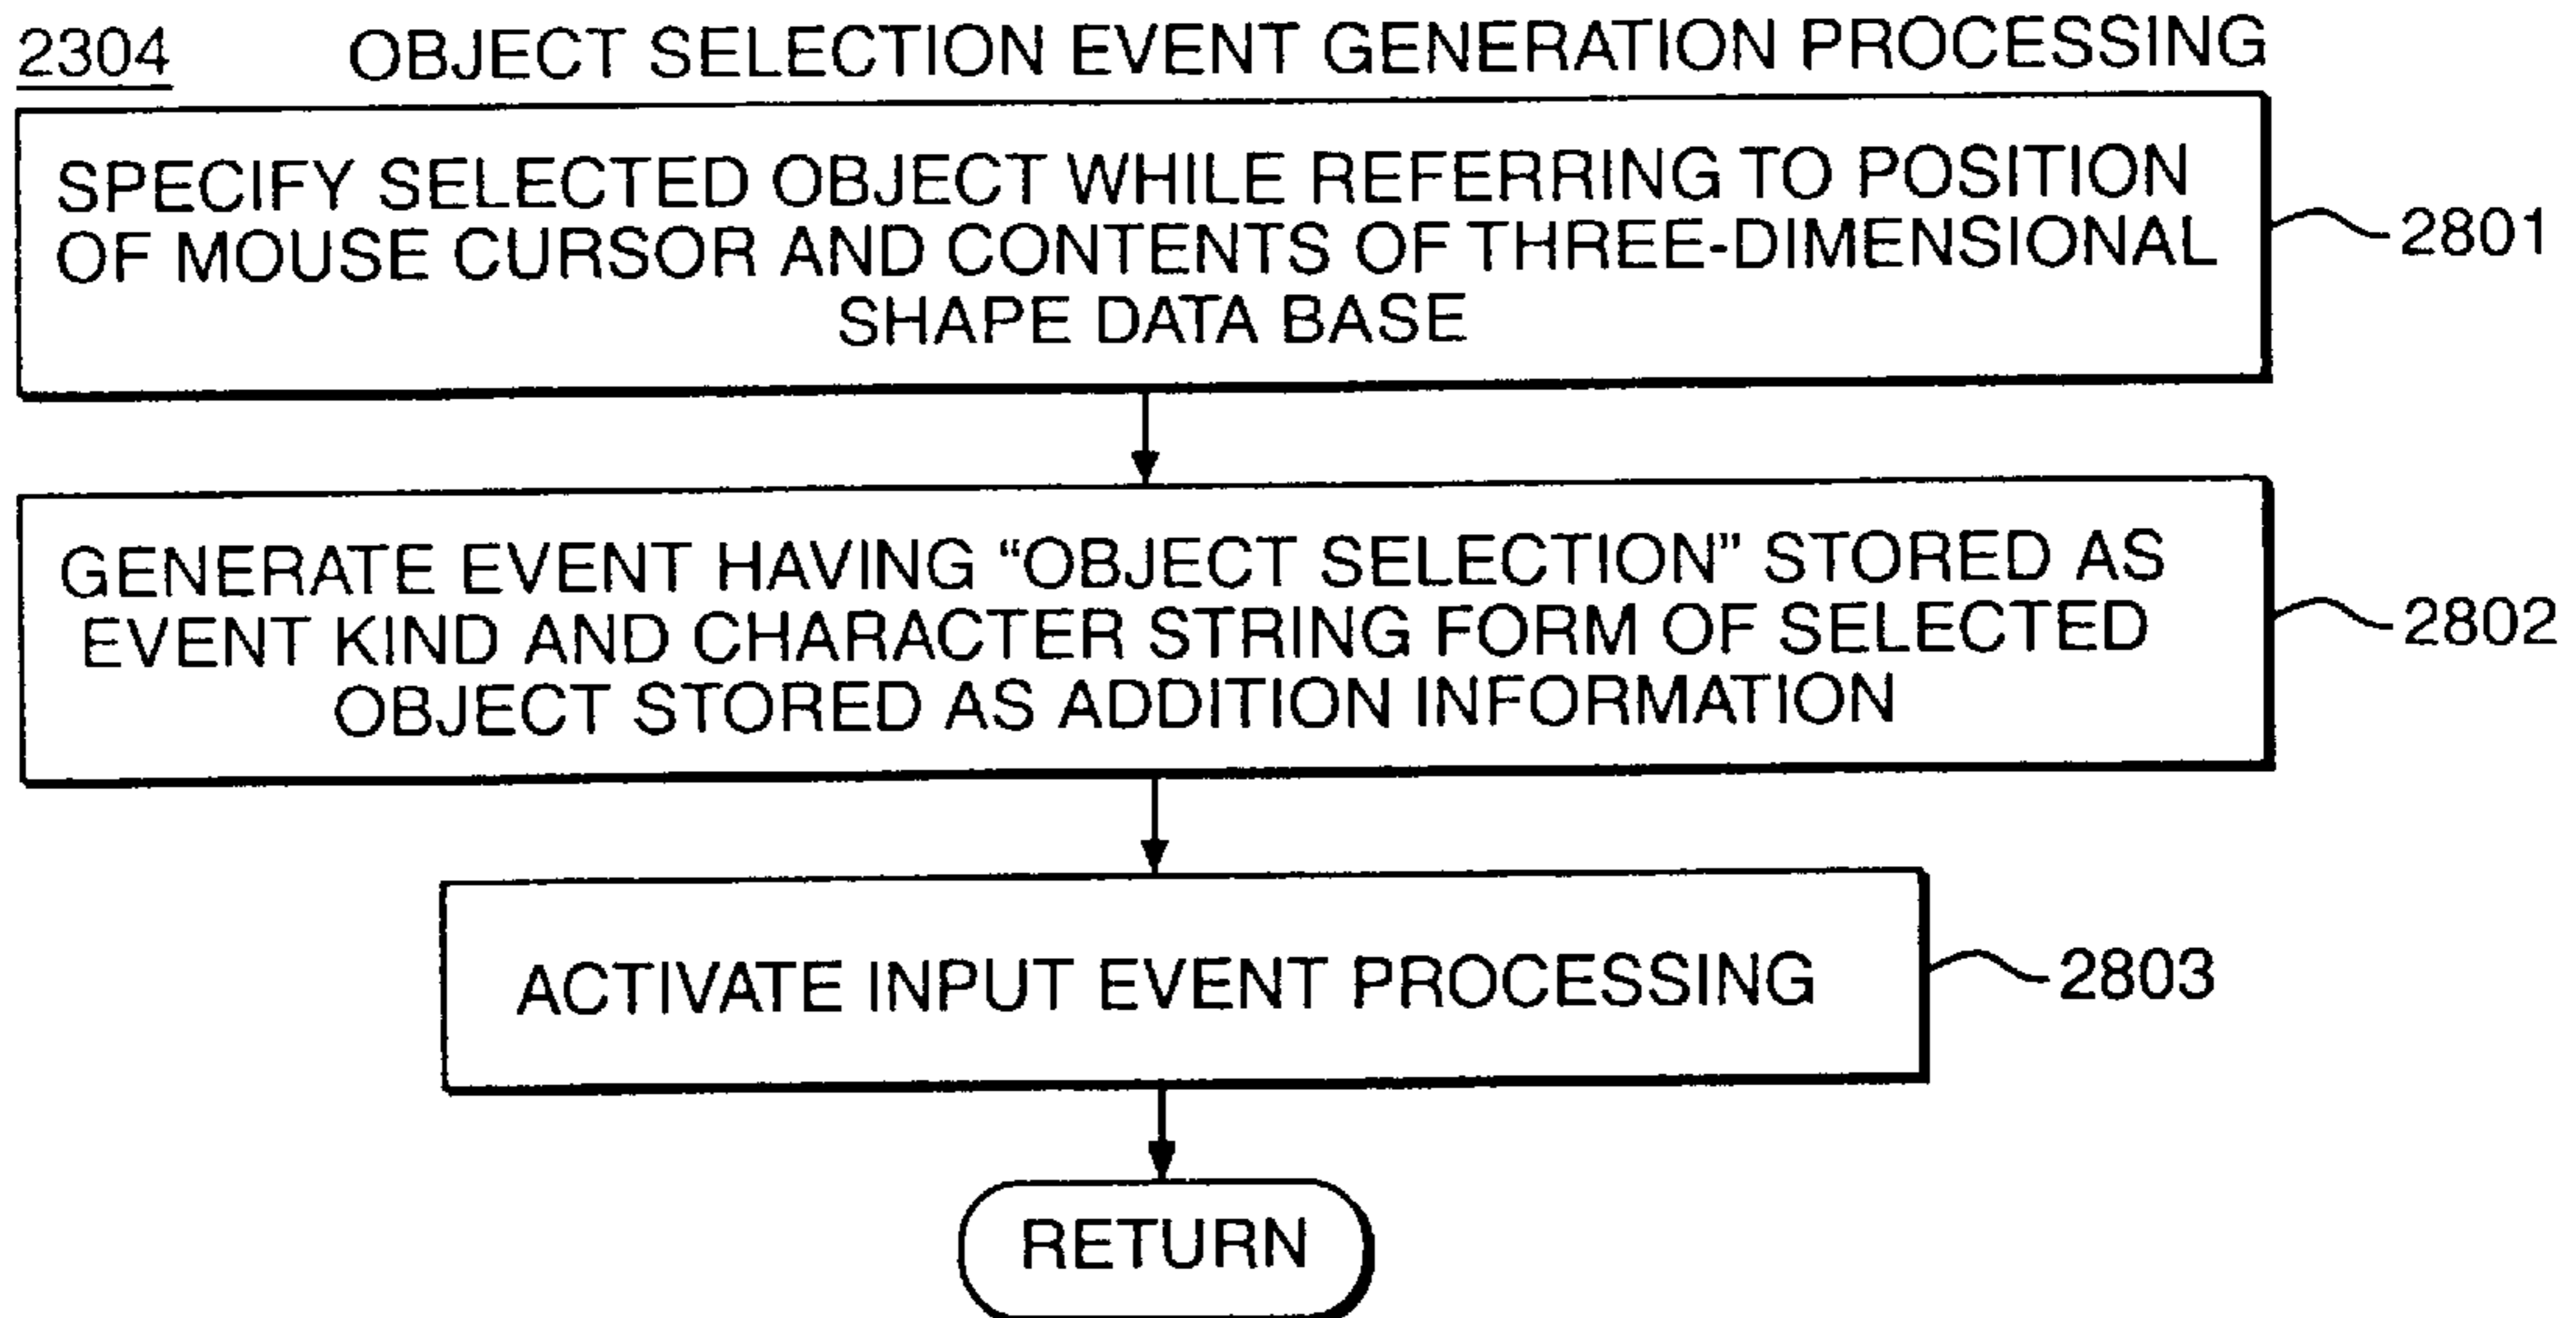 2304 OBJECT SELECTION EVENT GENERATION PROCESSING
SPECIFY SELECTED OBJECT WHILE REFERRING TO POSITION
OF MOUSE CURSOR AND CONTENTS OF THREE-DIMENSIONAL
SHAPE DATA BASE
2801
GENERATE EVENT HAVING “OBJECT SELECTION” STORED AS
EVENT KIND AND CHARACTER STRING FORM OF SELECTED
OBJECT STORED AS ADDITION INFORMATION
2802
ACTIVATE INPUT EVENT PROCESSING
2803
RETURN